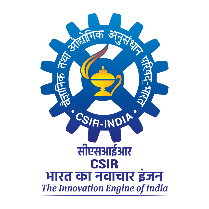 वैज्ञानिक तथा औद्योगिक अनुसंधान परिषद-भारत
• CSIR-INDIA •
सीएसआईआर
CSIR
भारत का नवाचार इंजन
The Innovation Engine of India